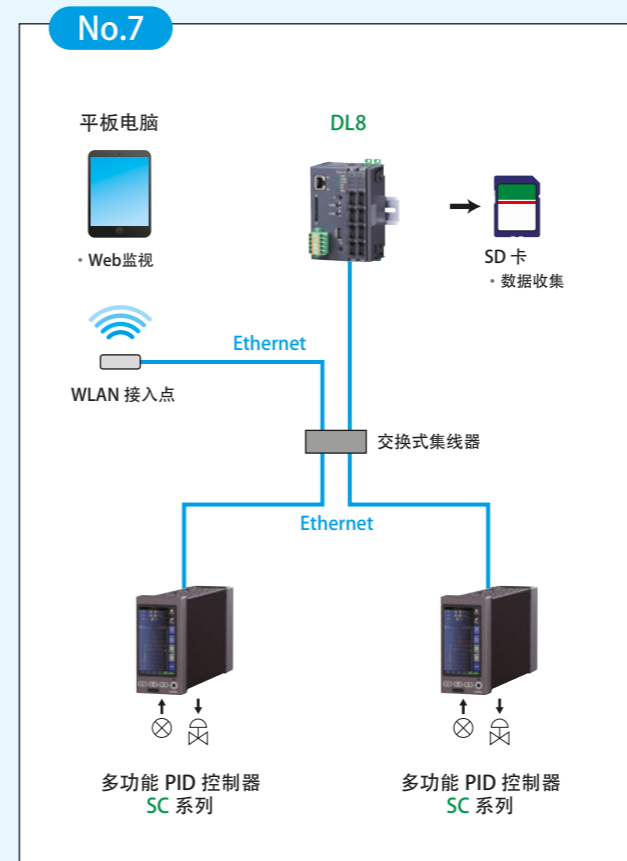 No.7
平板电脑
DL8
・Web监视
SD 卡
・数据收集
Ethernet
WLAN 接入点
交换式集线器
Ethernet
多功能 PID 控制器
SC 系列
多功能 PID 控制器
SC 系列